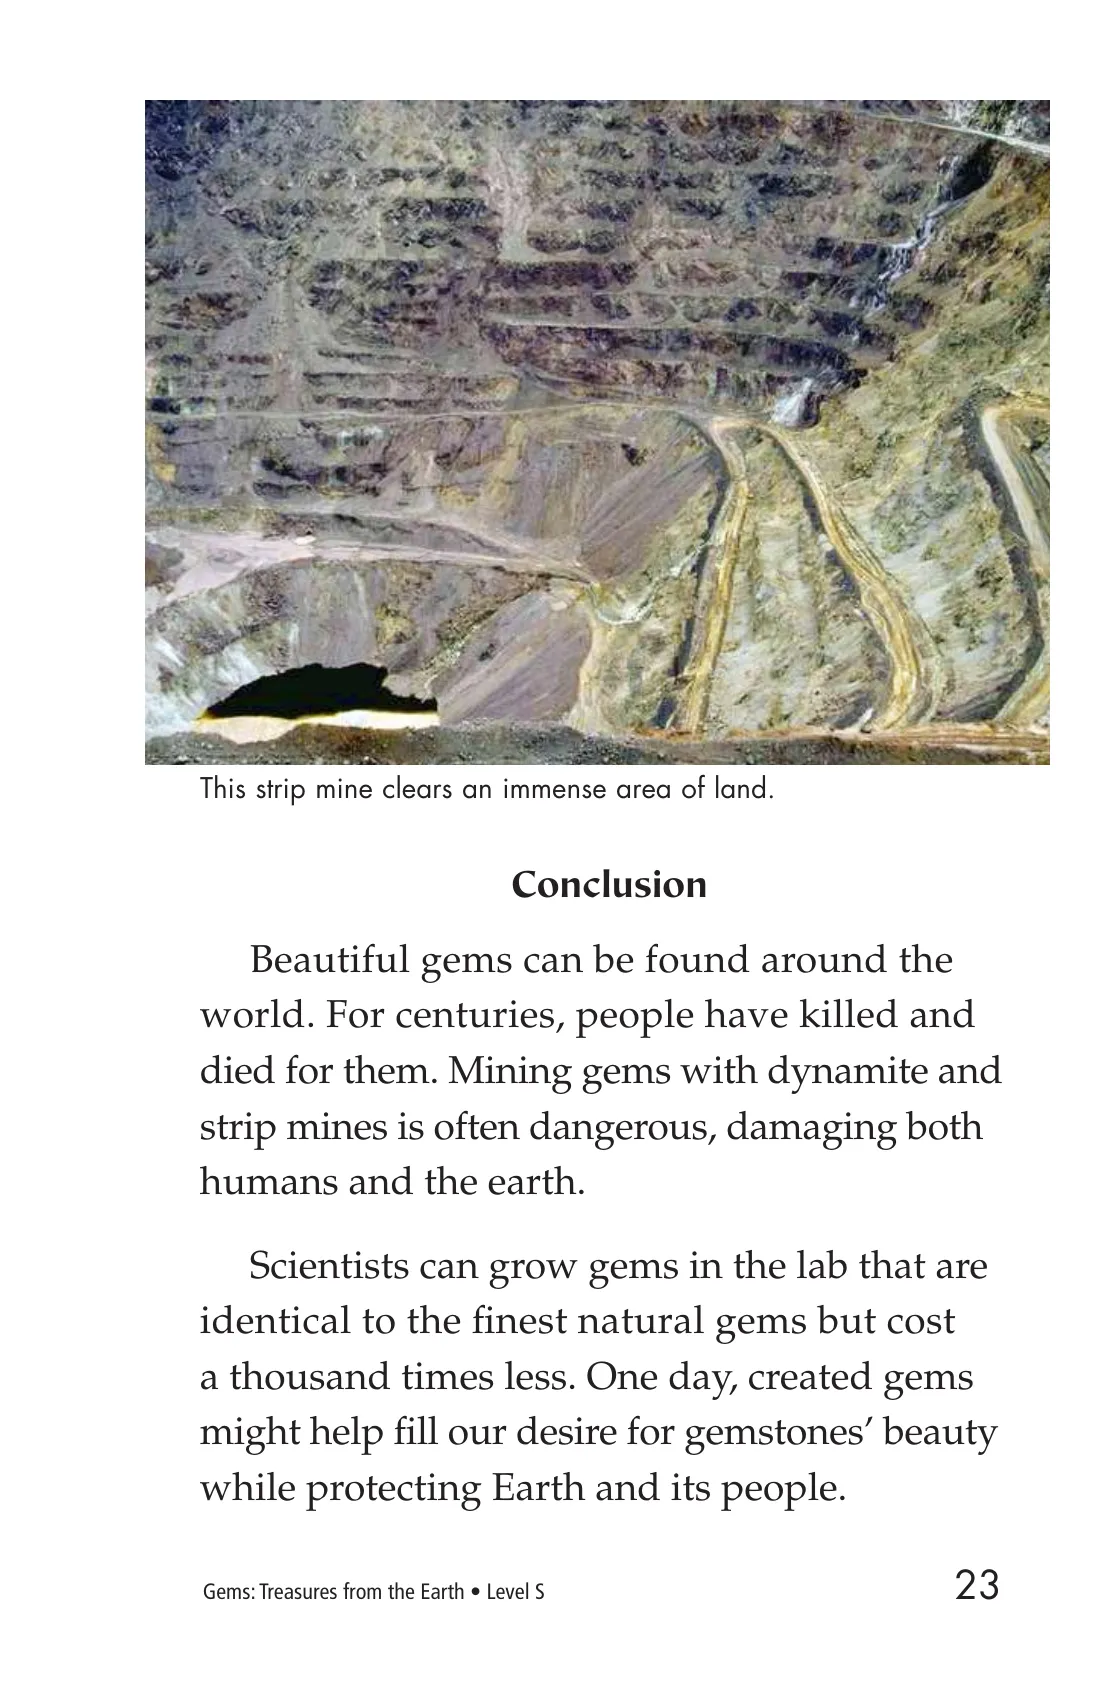 This strip mine clears an immense area of land.
Conclusion
Beautiful gems can be found around the
world. For centuries, people have killed and
died for them. Mining gems with dynamite and
strip mines is often dangerous, damaging both
humans and the earth.
Scientists can grow gems in the lab that are
identical to the finest natural gems but cost
a thousand times less. One day, created gems
might help fill our desire for gemstones’ beauty
while protecting Earth and its people.
Gems: Treasures from the Earth • Level S
23